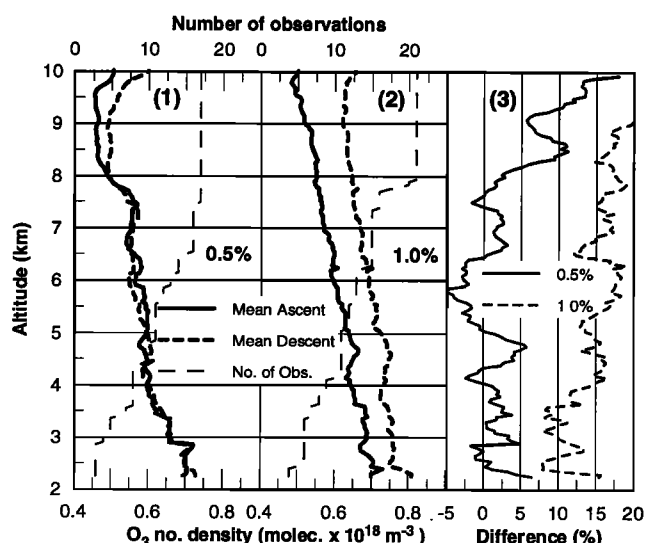 Number of observations
0 10 20 0 10 20
10 (1) (2) (3)
9
8
7
0.5% 1.0%
6 0.5%
1 0%
Mean Ascent
5
Mean Descent
No. of Obs.
4
3
2
Altitude (km)
0.4 0.6 0.8 0.4 0.6 0.8 -5 0 5 10 15 20
O₃ no. density (molec. x 10¹⁸ m⁻³) Difference (%)